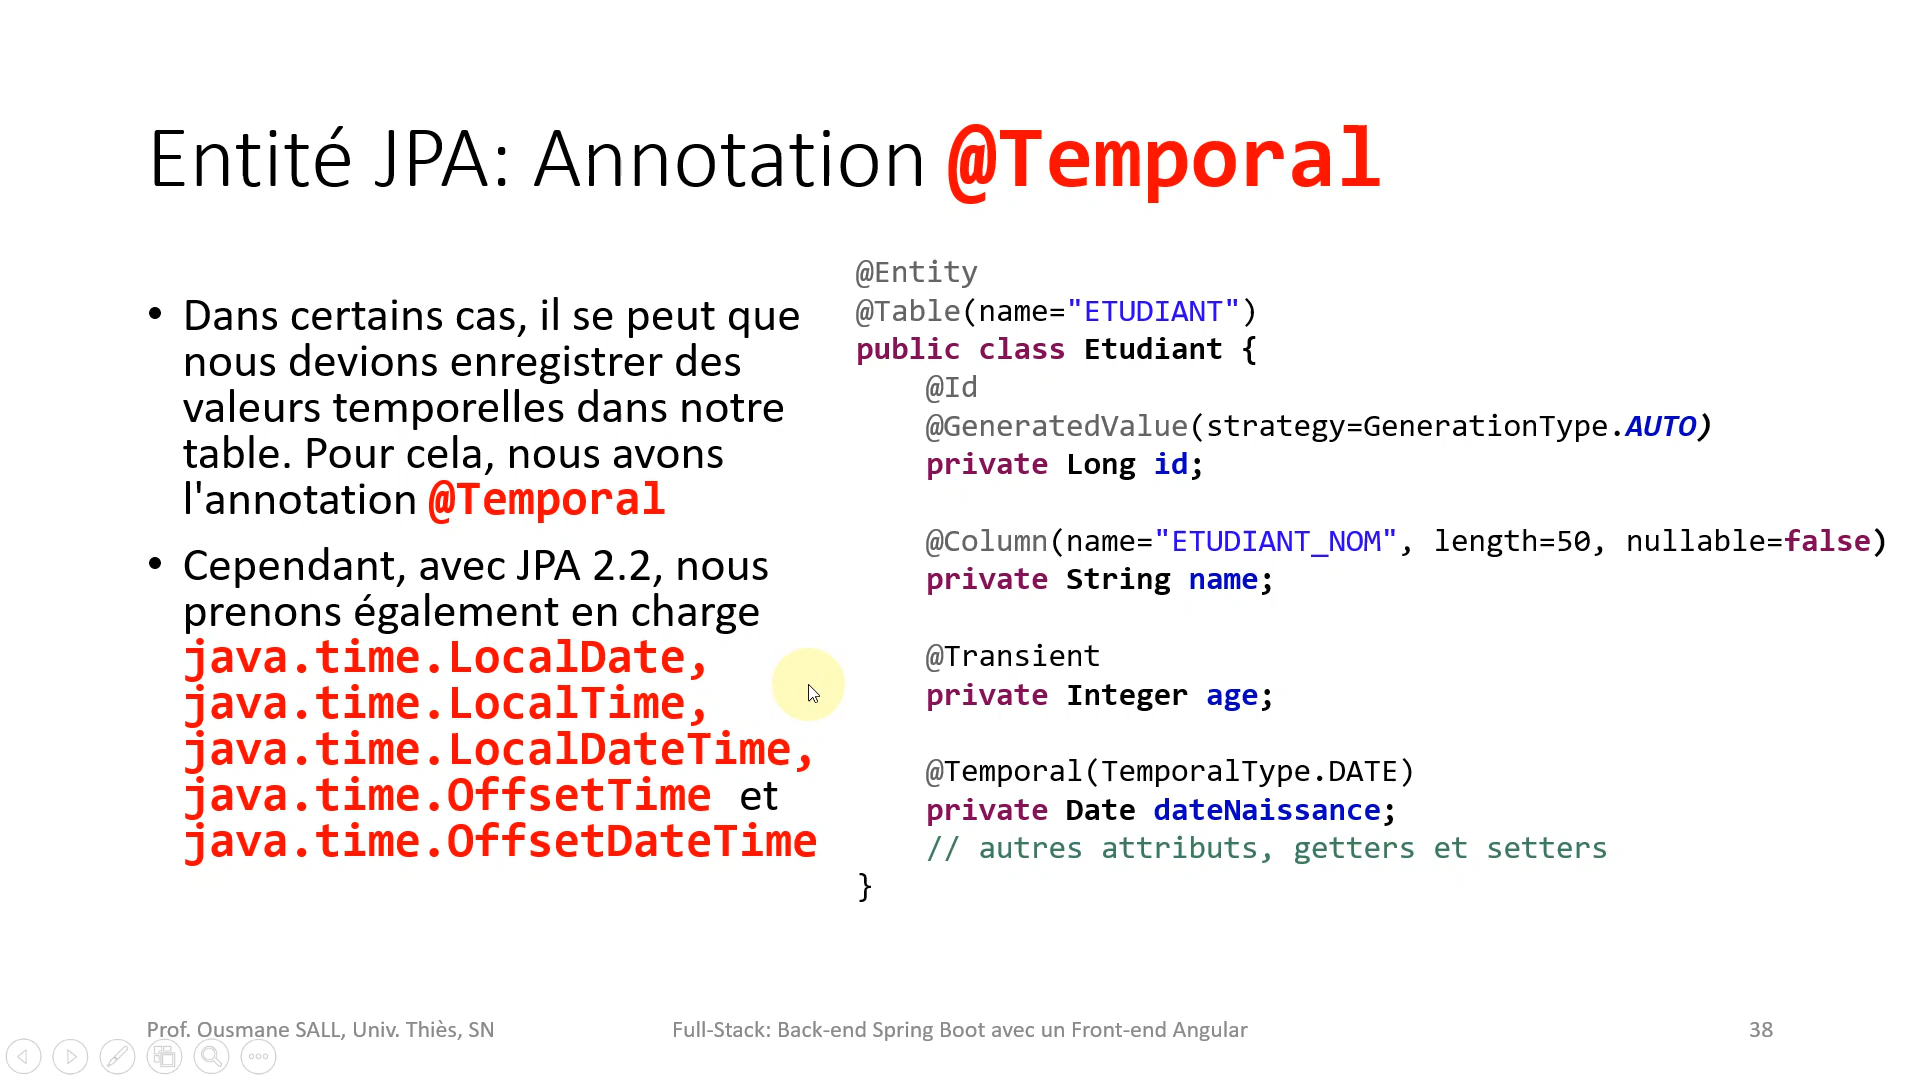 Entité JPA: Annotation @Temporal
• Dans certains cas, il se peut que
nous devions enregistrer des
valeurs temporelles dans notre
table. Pour cela, nous avons
l'annotation @Temporal
• Cependant, avec JPA 2.2, nous
prenons également en charge
java.time.LocalDate,
java.time.LocalTime,
java.time.LocalDateTime,
java.time.OffsetTime et
java.time.OffsetDateTime
@Entity
@Table(name="ETUDIANT")
public class Etudiant {
@Id
@GeneratedValue(strategy=GenerationType.AUTO)
private Long id;
@Column(name="ETUDIANT_NOM", length=50, nullable=false)
private String name;
@Transient
private Integer age;
@Temporal(TemporalType.DATE)
private Date dateNaissance;
// autres attributs, getters et setters
}
Prof. Ousmane SALL, Univ. Thiès, SN
Full-Stack: Back-end Spring Boot avec un Front-end Angular
38